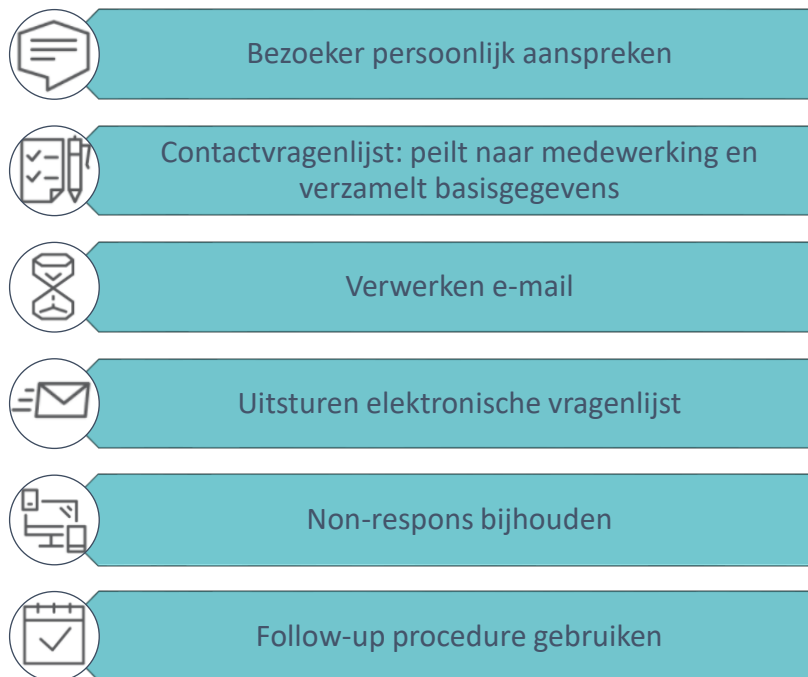 Bezoeker persoonlijk aanspreken
Contactvragenlijst: peilt naar medewerking en
verzamelt basisgegevens
Verwerken e-mail
Uitsturen elektronische vragenlijst
Non-respons bijhouden
Follow-up procedure gebruiken